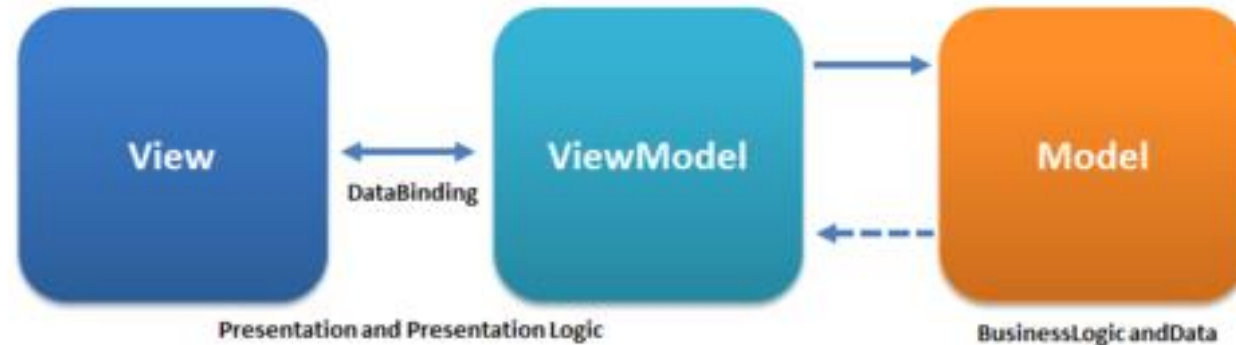 View
ViewModel
Model
DataBinding
Presentation and Presentation Logic
BusinessLogic andData